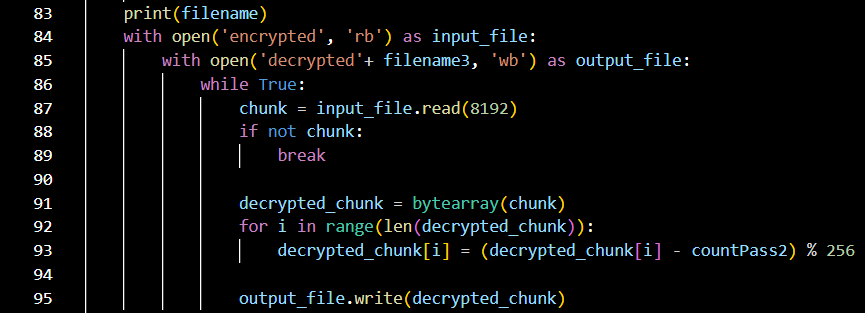 83 print(filename)
84 with open('encrypted', 'rb') as input_file:
85 with open('decrypted'+ filename3, 'wb') as output_file:
86 while True:
87 chunk = input_file.read(8192)
88 if not chunk:
89 break
90
91 decrypted_chunk = bytearray(chunk)
92 for i in range(len(decrypted_chunk)):
93 decrypted_chunk[i] = (decrypted_chunk[i] - countPass2) % 256
94
95 output_file.write(decrypted_chunk)